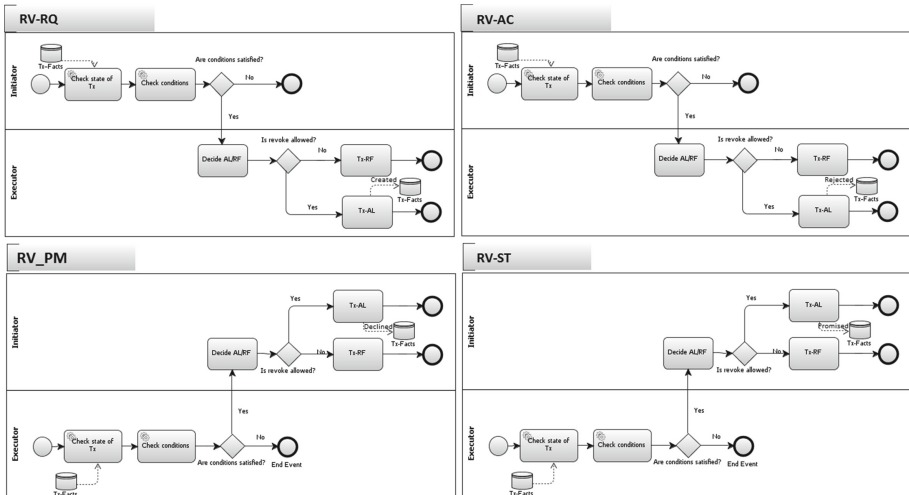 RV-RQ
Initiator
Tx-Facts
Check state of
Tx
Check conditions
Are conditions satisfied?
No
Yes
Executor
Decide AL/RF
Is revoke allowed?
No
Tx-RF
Created
Tx-Facts
Yes
Tx-AL
RV-AC
Initiator
Tx-Facts
Check state of
Tx
Check conditions
Are conditions satisfied?
No
Yes
Executor
Decide AL/RF
Is revoke allowed?
No
Tx-RF
Rejected
Tx-Facts
Yes
Tx-AL
RV_PM
Initiator
Yes
Tx-AL
Declined
Tx-Facts
Decide AL/RF
No
Tx-RF
Is revoke allowed?
Executor
Yes
Check state of
Tx
Check conditions
No
Are conditions satisfied?
End Event
Tx-Facts
RV-ST
Initiator
Yes
Tx-AL
Promised
Tx-Facts
Decide AL/RF
No
Tx-RF
Is revoke allowed?
Executor
Yes
Check state of
Tx
Check conditions
No
Are conditions satisfied?
End Event
Tx-Facts